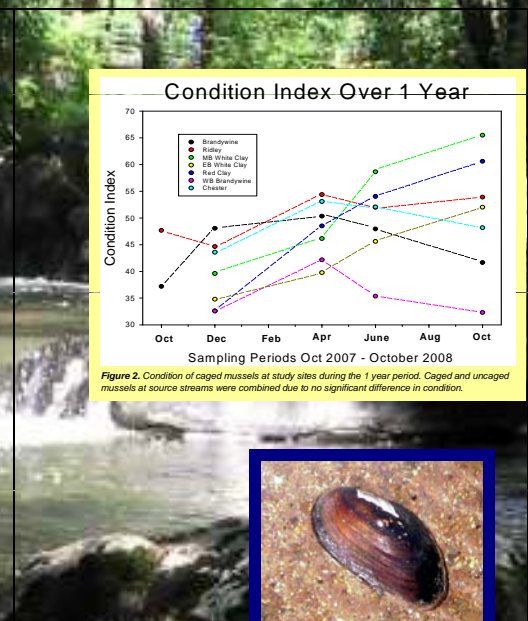 Condition Index Over 1 Year
70
65
60
55
50
45
40
35
30
Condition Index
Brandywine
Ridley
MB White Clay
EB White Clay
Red Clay
WB Brandywine
Chester
Oct Dec Feb Apr June Aug Oct
Sampling Periods Oct 2007 - October 2008
Figure 2. Condition of caged mussels at study sites during the 1 year period. Caged and uncaged
mussels at source streams were combined due to no significant difference in condition.